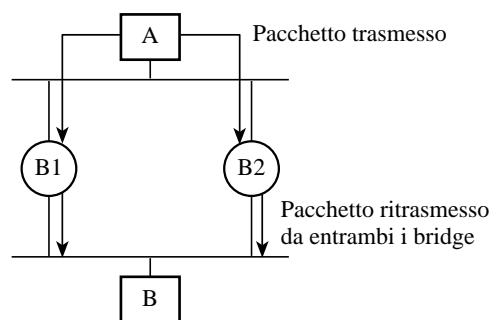 A
Pacchetto trasmesso
B1
B2
Pacchetto ritrasmesso
da entrambi i bridge
B